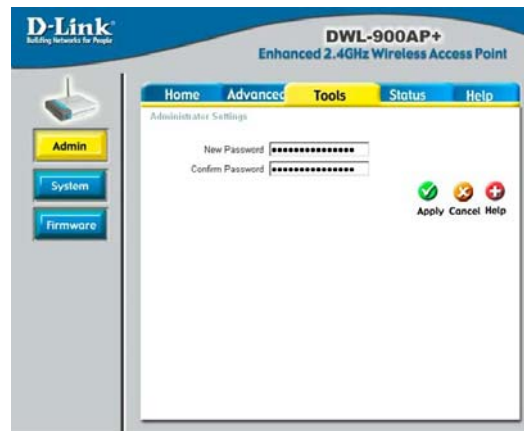 D-Link
Building Networks for People
DWL-900AP+
Enhanced 2.4GHz Wireless Access Point
Home Advanced Tools Status Help
Administrator Settings
Admin
System
Firmware
New Password ••••••••••••••••
Confirm Password ••••••••••••••••
Apply Cancel Help